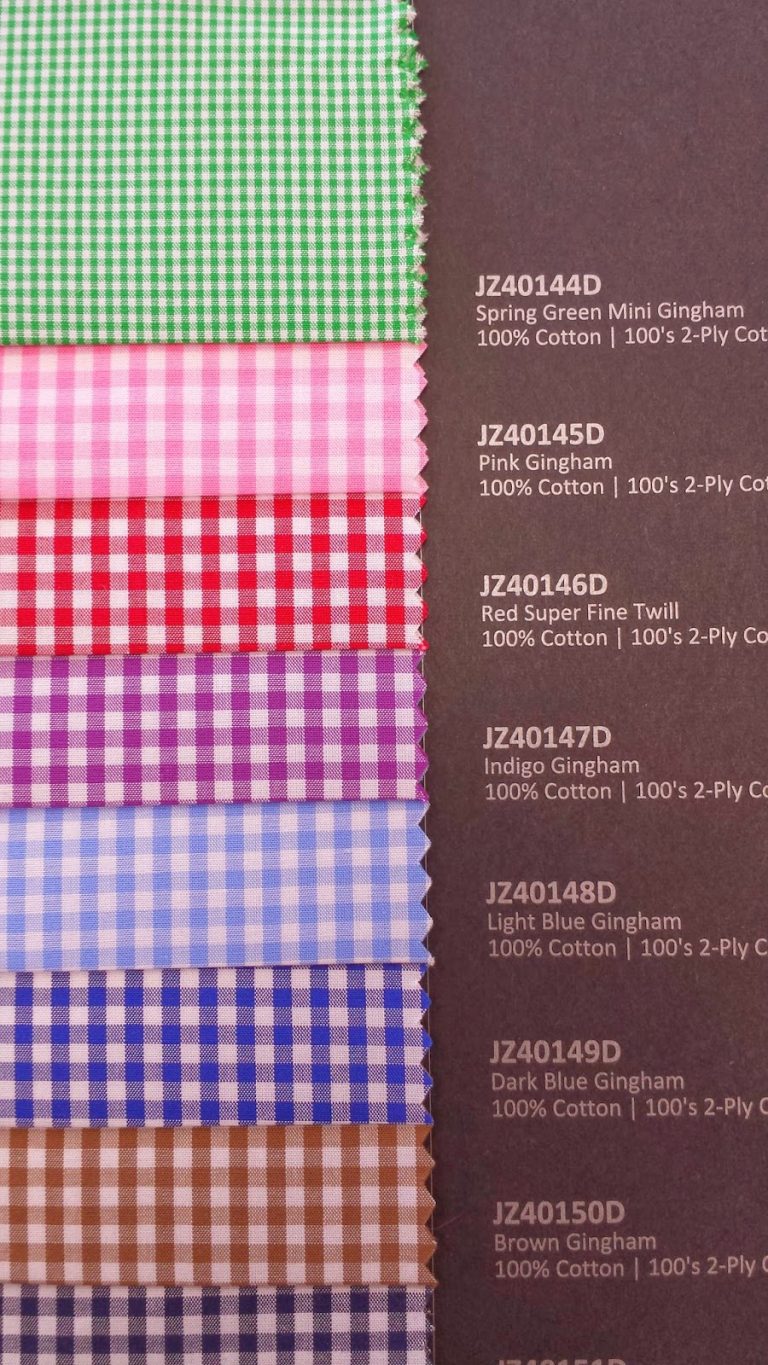 JZ40144D
Spring Green Mini Gingham
100% Cotton | 100's 2-Ply
JZ40145D
Pink Gingham
100% Cotton | 100's 2-Ply
JZ40146D
Red Super Fine Twill
100% Cotton | 100's 2-Ply
JZ40147D
Indigo Gingham
100% Cotton | 100's 2-Ply
JZ40148D
Light Blue Gingham
100% Cotton | 100's 2-Ply
JZ40149D
Dark Blue Gingham
100% Cotton | 100's 2-Ply
JZ40150D
Brown Gingham
100% Cotton | 100's 2-Ply